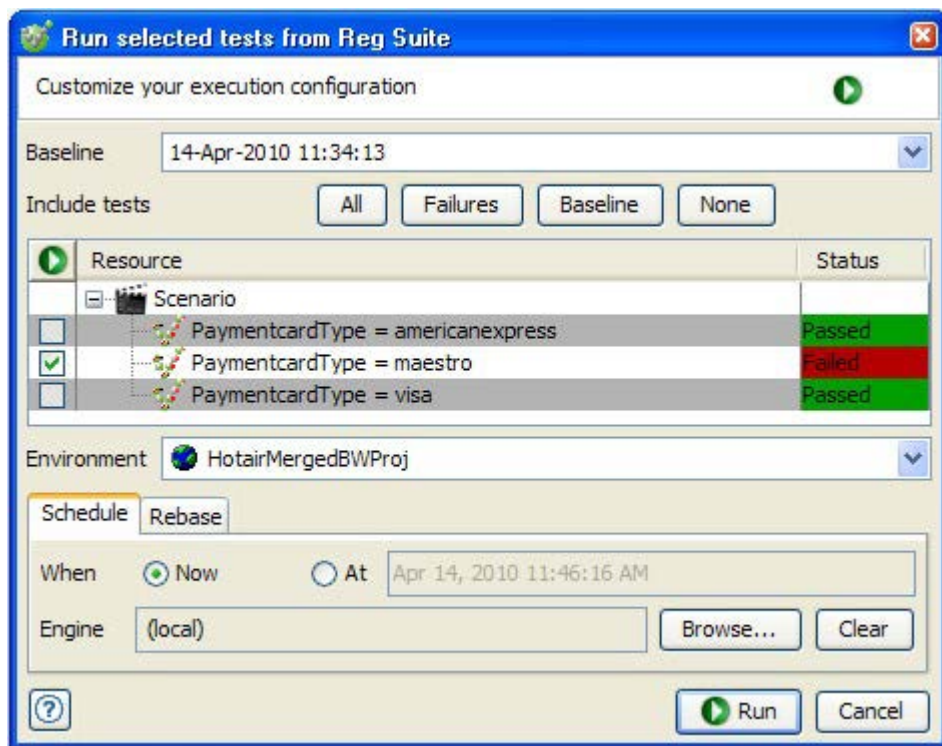 Run selected tests from Reg Suite
Customize your execution configuration
Baseline 14-Apr-2010 11:34:13
Include tests All Failures Baseline None
Resource Status
Scenario
PaymentcardType = americanexpress Passed
PaymentcardType = maestro Failed
PaymentcardType = visa Passed
Environment HotairMergedBWProj
Schedule Rebase
When Now At Apr 14, 2010 11:46:16 AM
Engine (local) Browse... Clear
? Run Cancel